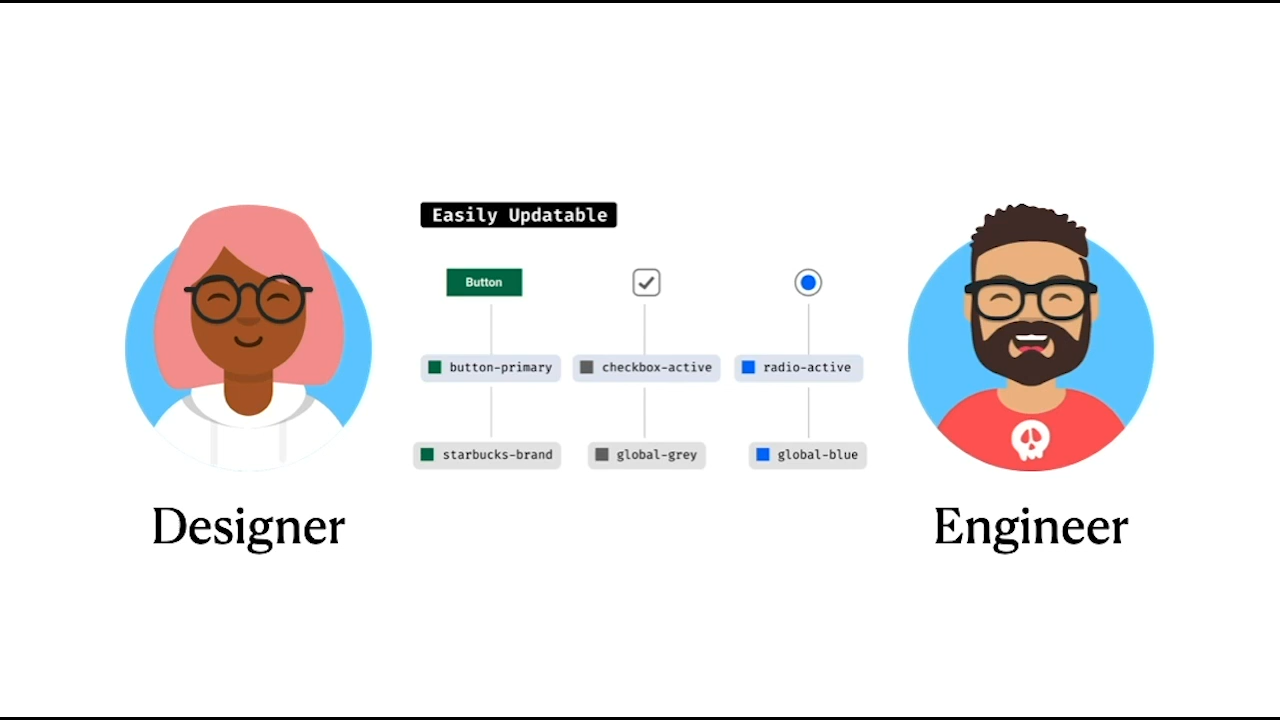 Easily Updatable
Button
button-primary
checkbox-active
radio-active
starbucks-brand
global-grey
global-blue
Designer
Engineer